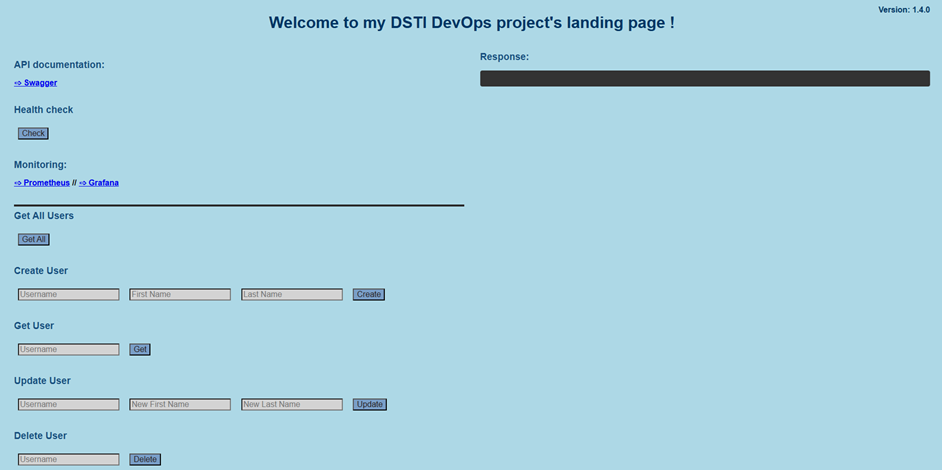 Version: 1.4.0
Welcome to my DSTI DevOps project's landing page !
API documentation:
➪ Swagger
Health check
Check
Monitoring:
➪ Prometheus // ➪ Grafana
Get All Users
Get All
Create User
Username First Name Last Name Create
Get User
Username Get
Update User
Username New First Name New Last Name Update
Delete User
Username Delete
Response: